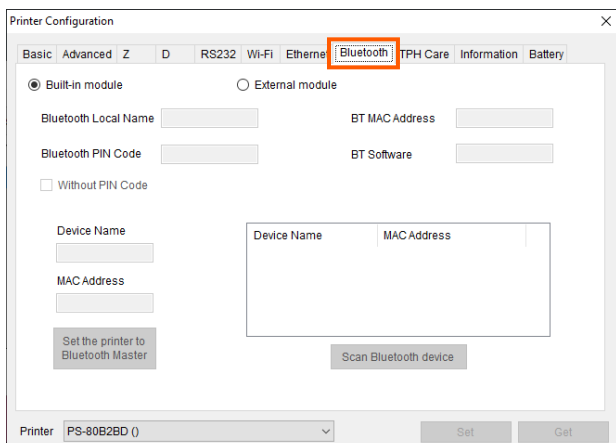 Printer Configuration
Basic Advanced Z D RS232 Wi-Fi Ethernet Bluetooth TPH Care Information Battery
Built-in module External module
Bluetooth Local Name BT MAC Address
Bluetooth PIN Code BT Software
Without PIN Code
Device Name
MAC Address
Set the printer to
Bluetooth Master
Device Name MAC Address
Scan Bluetooth device
Printer PS-80B2BD () Set Get